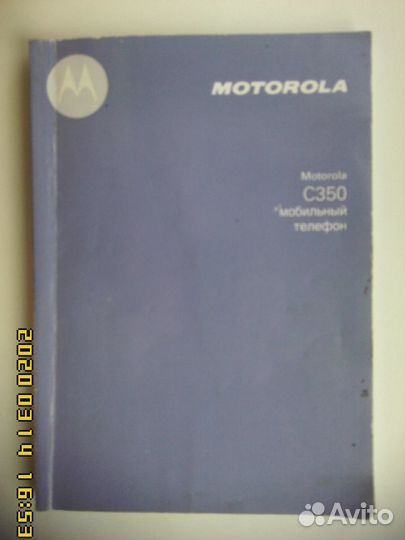 MOTOROLA
Motorola
C350
мобильный
телефон
2020 03 14 16:53
Avito